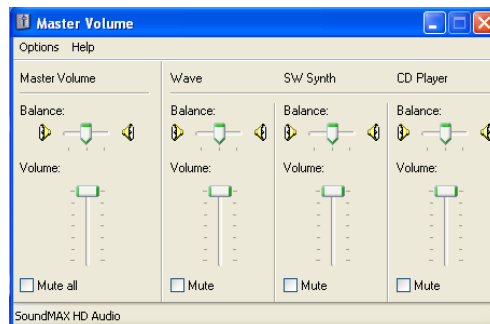 Master Volume
Options Help
Master Volume Wave SW Synth CD Player
Balance: Balance: Balance: Balance:
Volume: Volume: Volume: Volume:
Mute all Mute Mute Mute
SoundMAX HD Audio